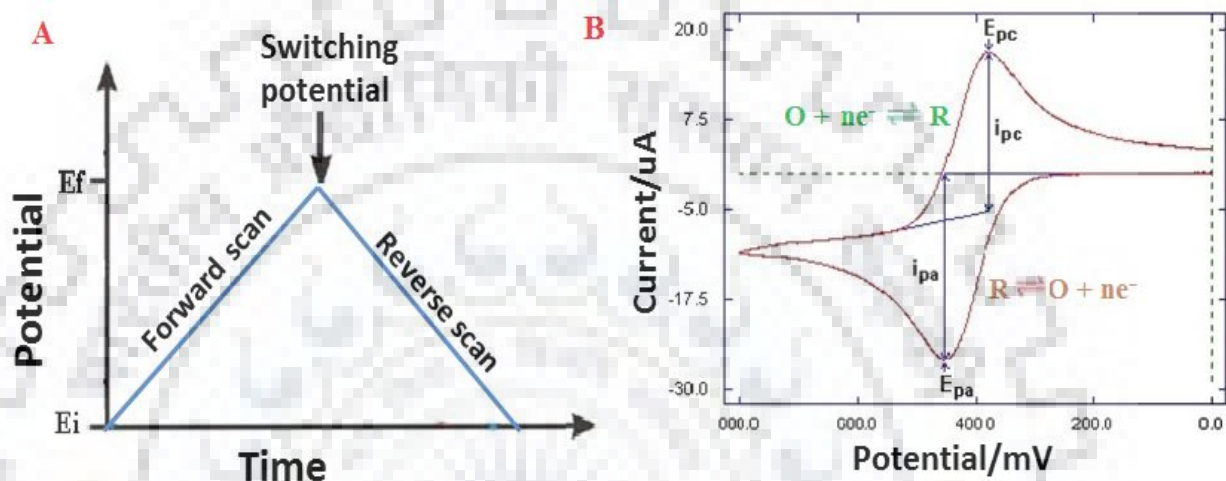 A
Switching
potential
Ef
Potential
Forward scan
Reverse scan
Ei
Time
B
20.0
7.5
-5.0
-17.5
-30.0
Current/uA
Epc
O + ne⁻ ⇌ R
ipc
ipa
R ⇌ O + ne⁻
Epa
000.0 000.0 400.0 200.0 0.0
Potential/mV